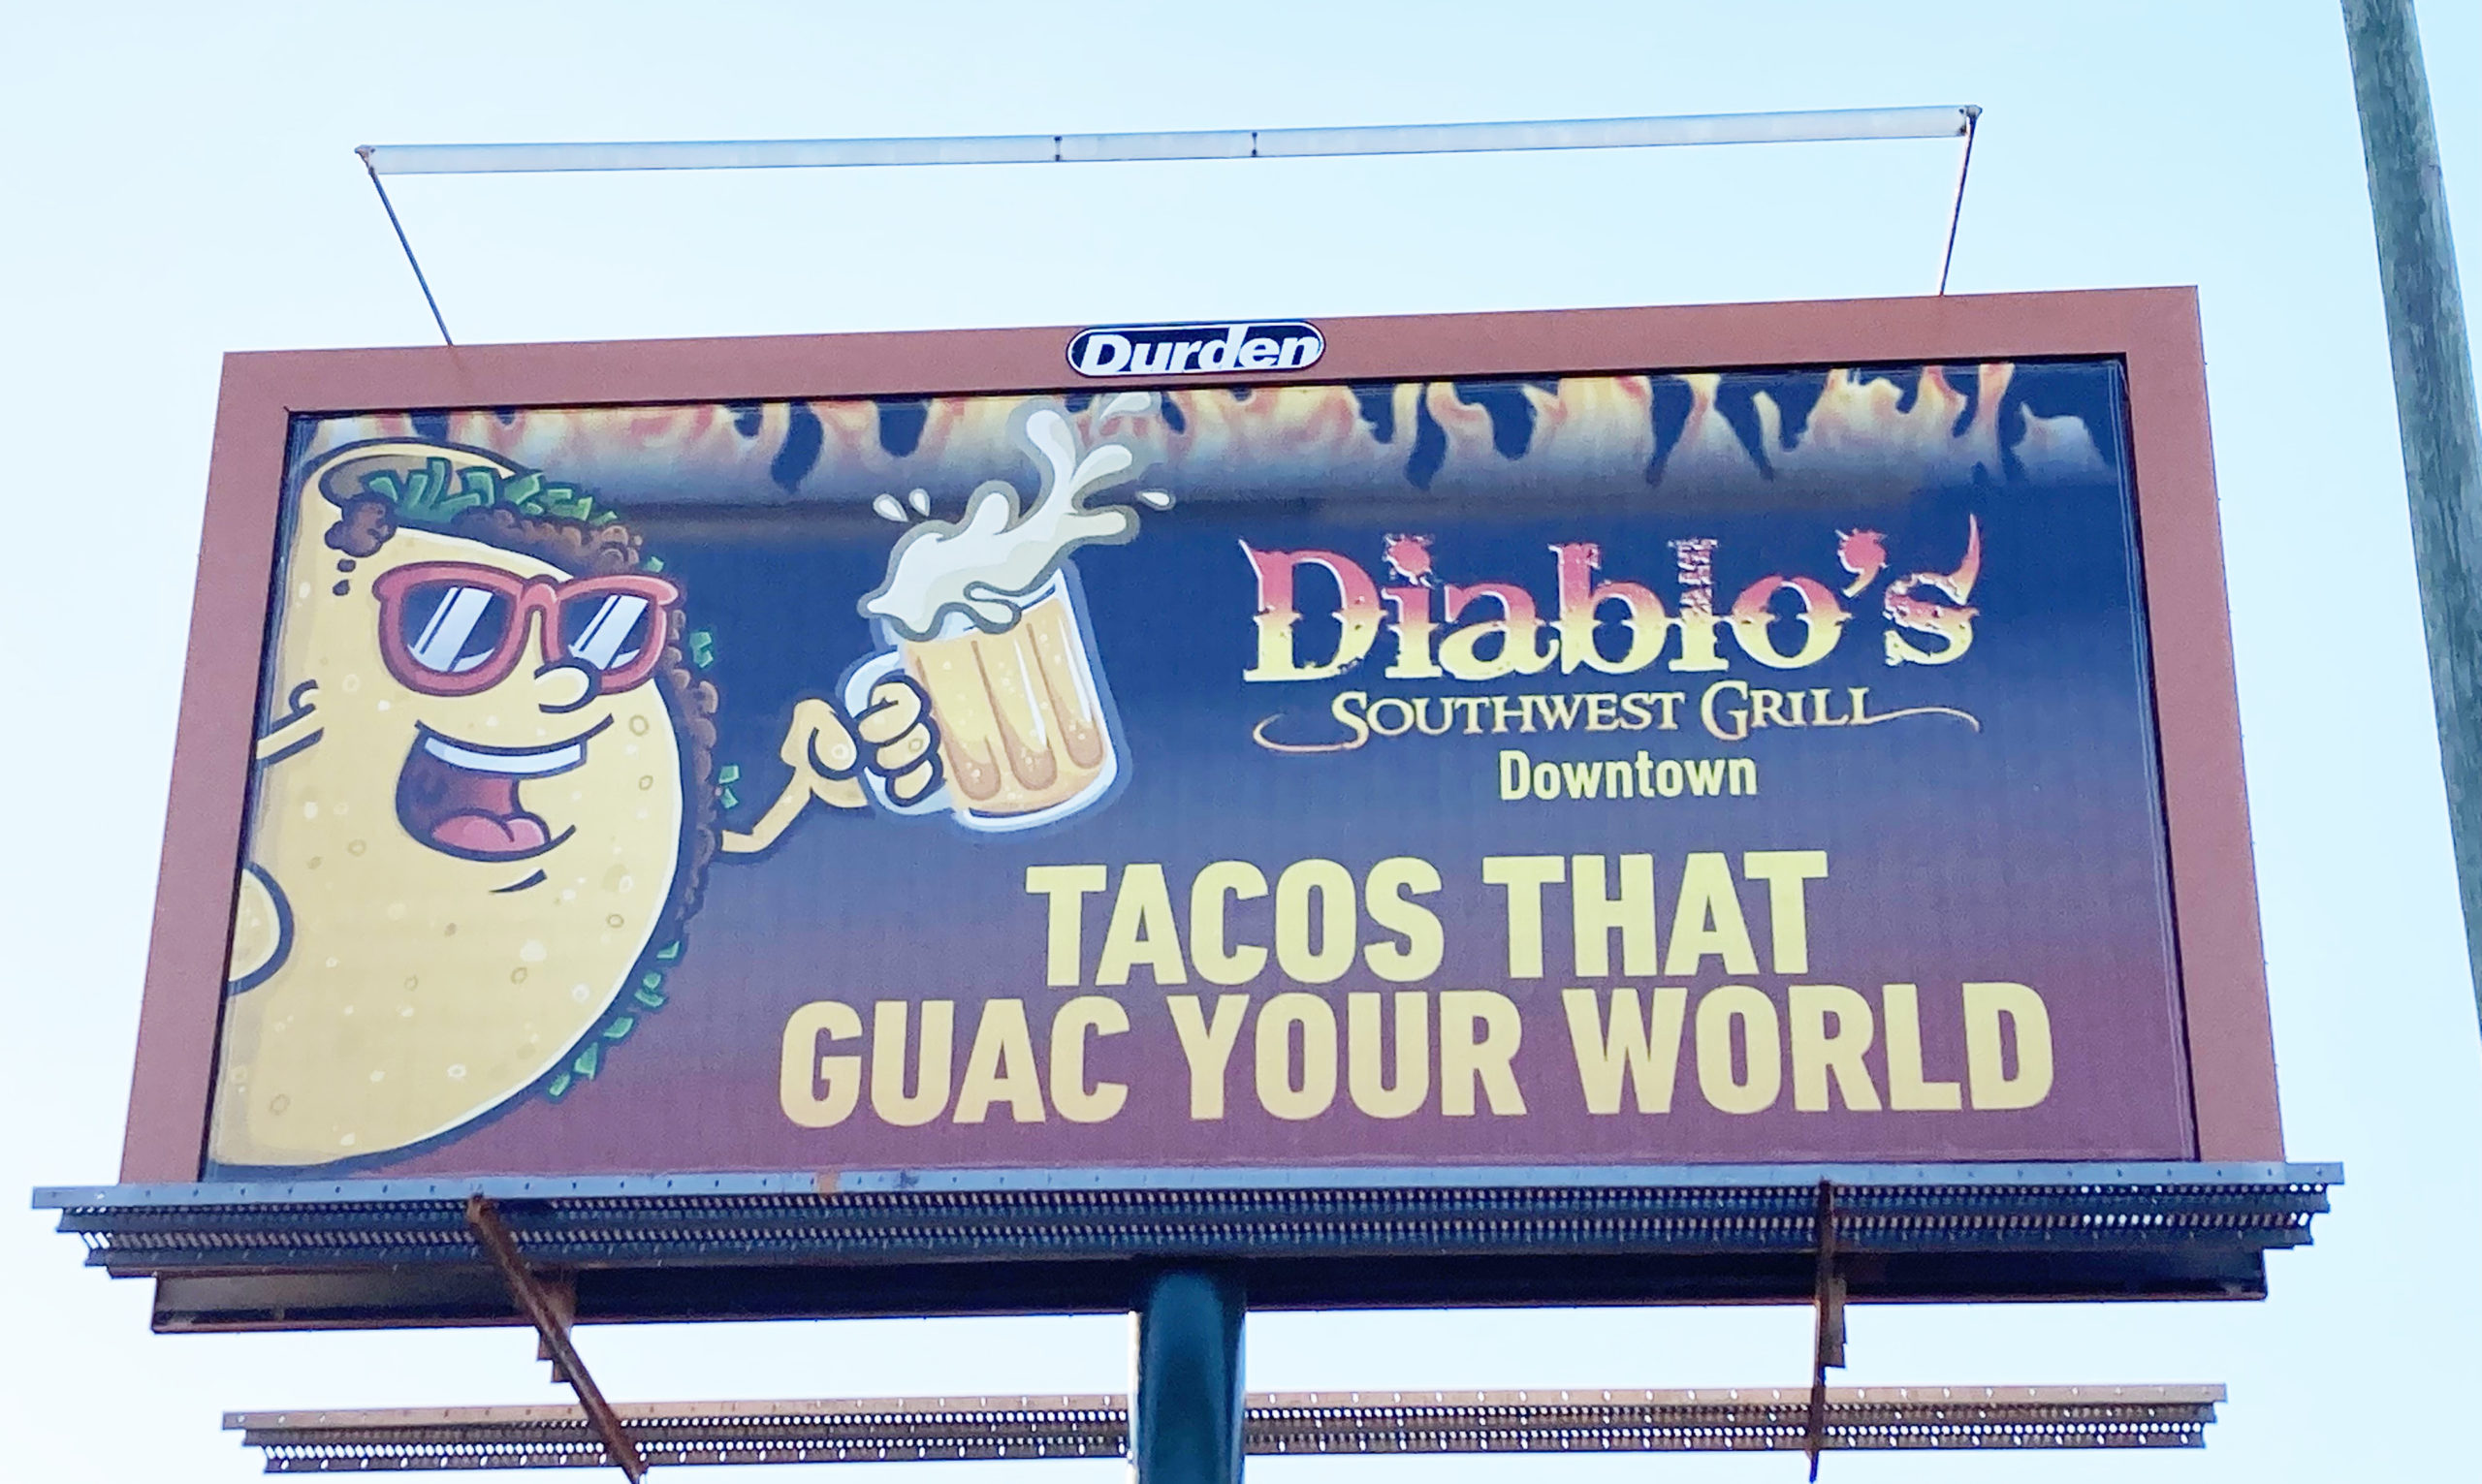 Durden
Diablo's
SOUTHWEST GRILL
Downtown
TACOS THAT
GUAC YOUR WORLD